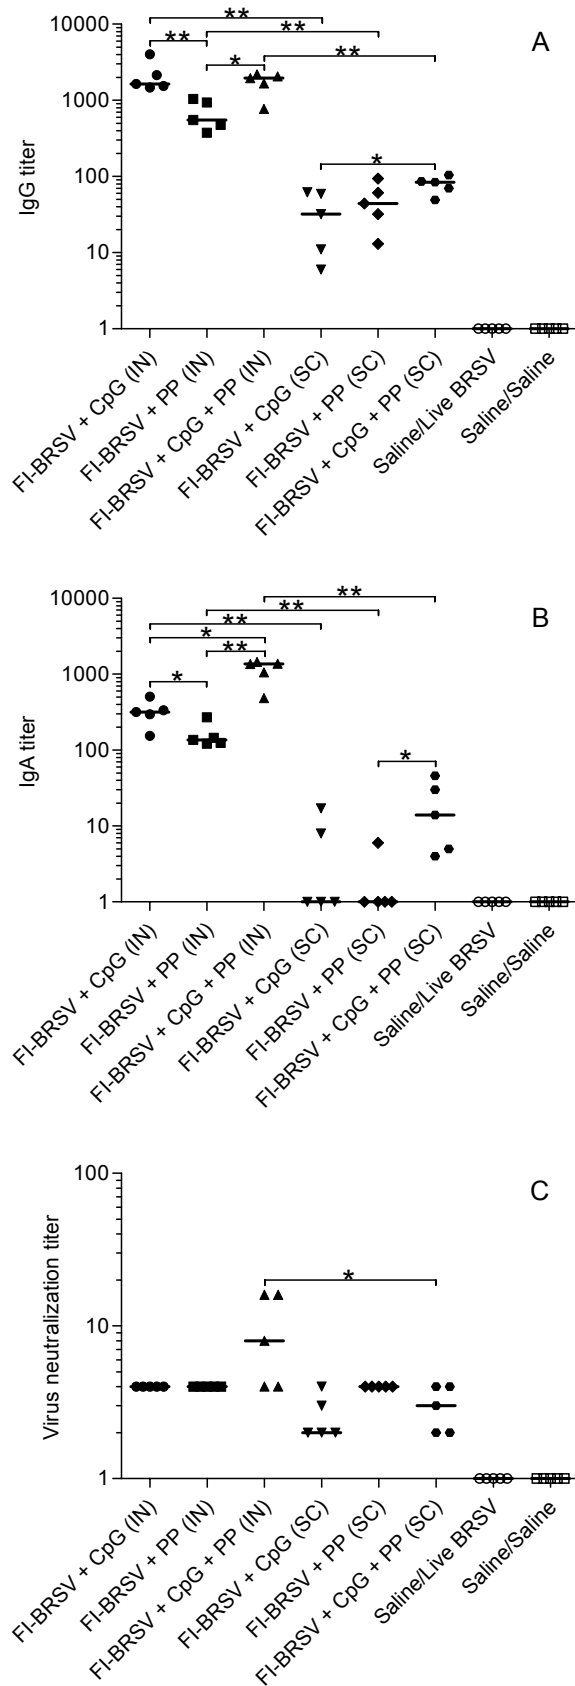 10000
1000
100
10
1
IgG titer
A
**
**
**
*
**
*
FI-BRSV + CpG (IN)
FI-BRSV + PP (IN)
FI-BRSV + CpG + PP (IN)
FI-BRSV + CpG (SC)
FI-BRSV + PP (SC)
FI-BRSV + CpG + PP (SC)
Saline/Live BRSV
Saline/Saline
10000
1000
100
10
1
IgA titer
B
**
**
**
*
**
*
*
FI-BRSV + CpG (IN)
FI-BRSV + PP (IN)
FI-BRSV + CpG + PP (IN)
FI-BRSV + CpG (SC)
FI-BRSV + PP (SC)
FI-BRSV + CpG + PP (SC)
Saline/Live BRSV
Saline/Saline
100
10
1
Virus neutralization titer
C
*
FI-BRSV + CpG (IN)
FI-BRSV + PP (IN)
FI-BRSV + CpG + PP (IN)
FI-BRSV + CpG (SC)
FI-BRSV + PP (SC)
FI-BRSV + CpG + PP (SC)
Saline/Live BRSV
Saline/Saline